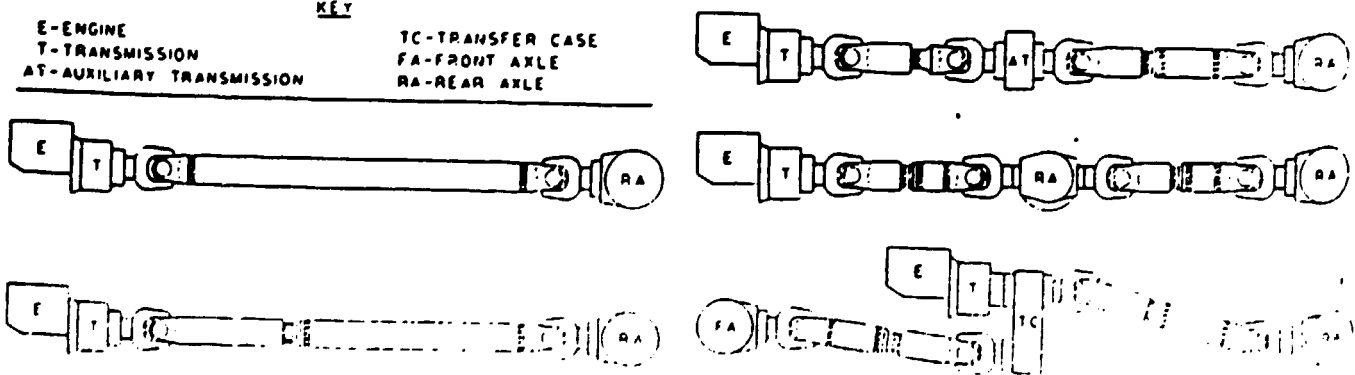 KEY
E-ENGINE
T-TRANSMISSION
AT-AUXILIARY TRANSMISSION
TC-TRANSFER CASE
FA-FRONT AXLE
RA-REAR AXLE
E T AT RA
E T RA
E T RA RA
E T RA
E T TC
FA RA